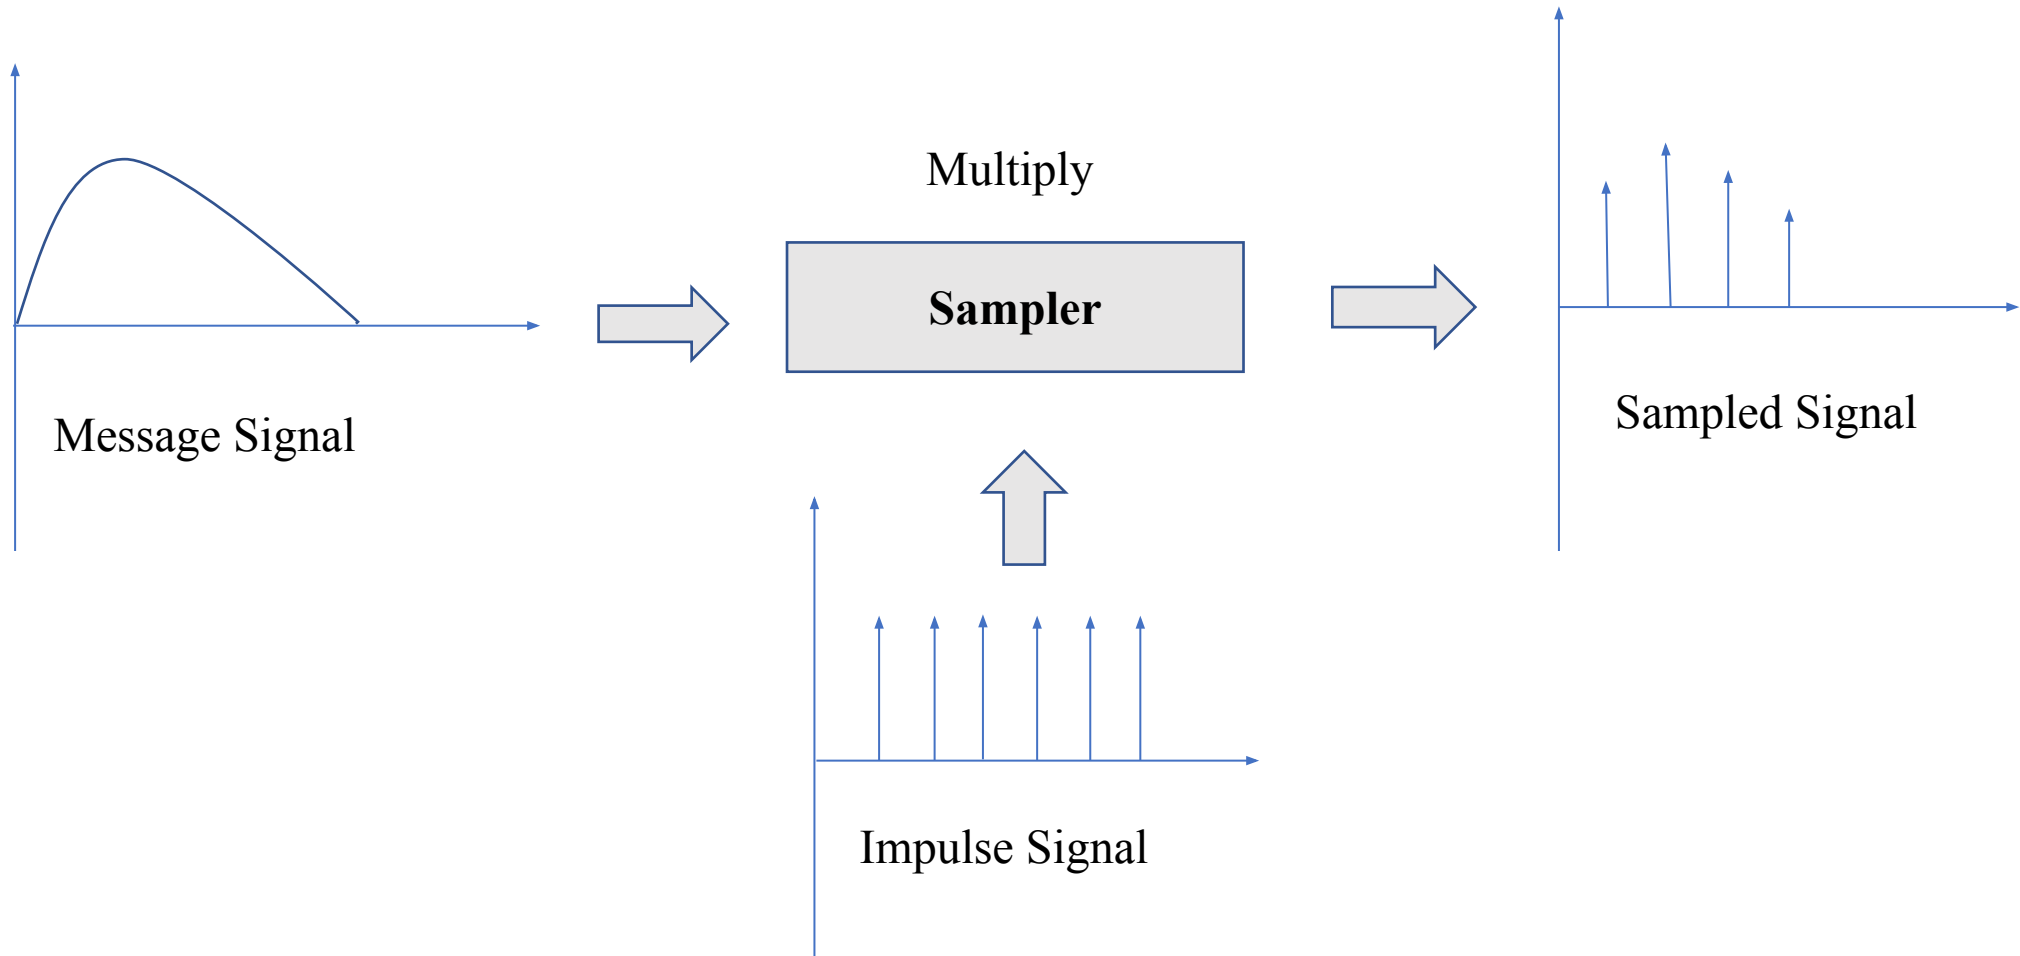 Multiply
Sampler
Message Signal
Sampled Signal
Impulse Signal